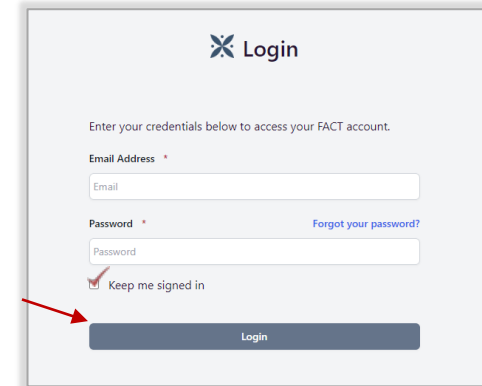 Login
Enter your credentials below to access your FACT account.
Email Address *
Email
Password * Forgot your password?
Password
Keep me signed in
Login